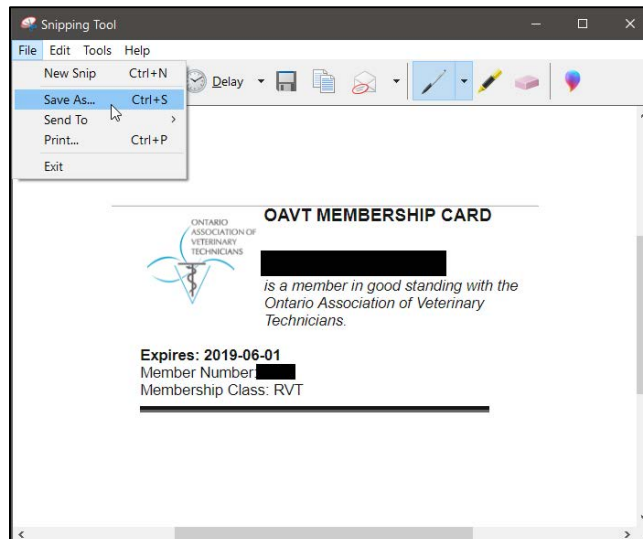 Snipping Tool
File Edit Tools Help
New Snip Ctrl+N
Delay
Save As... Ctrl+S
Send To
Print... Ctrl+P
Exit
ONTARIO
ASSOCIATION OF
VETERINARY
TECHNICIANS
OAVT MEMBERSHIP CARD
is a member in good standing with the
Ontario Association of Veterinary
Technicians.
Expires: 2019-06-01
Member Number:
Membership Class: RVT